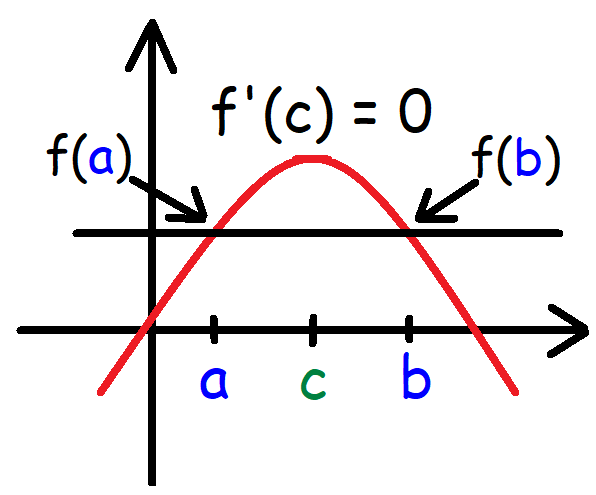 f'(c) = 0
f(a)
f(b)
a
c
b